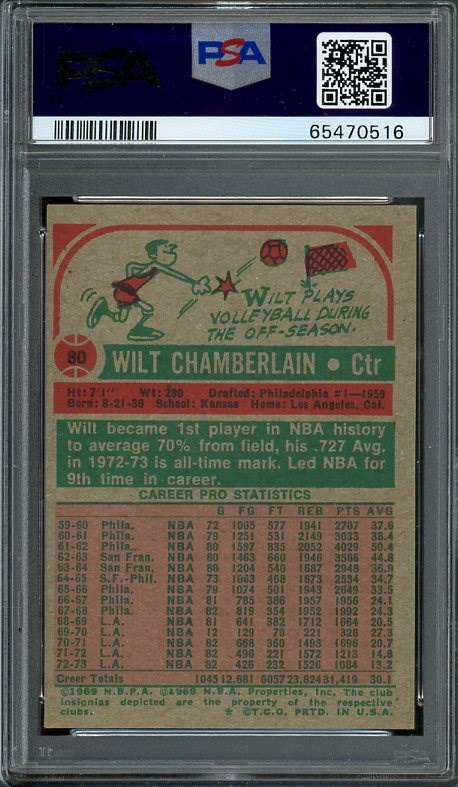 PSA
PSA
65470516
WILT PLAYS
VOLLEYBALL DURING
THE OFF-SEASON.
80 WILT CHAMBERLAIN • Ctr
Ht: 7'1" Wt: 280 Drafted: Philadelphia #1—1959
Born: 8-21-36 School: Kansas Home: Los Angeles, Cal.
Wilt became 1st player in NBA history
to average 70% from field, his .727 Avg.
in 1972-73 is all-time mark. Led NBA for
9th time in career.
CAREER PRO STATISTICS
G FG FT REB PTS AVG
59-60 Phila. NBA 72 1065 577 1941 2707 37.6
60-61 Phila. NBA 79 1251 531 2149 3033 38.4
61-62 Phila. NBA 80 1597 835 2052 4029 50.4
62-63 San Fran. NBA 80 1463 660 1946 3586 44.8
63-64 San Fran. NBA 80 1204 540 1687 2948 36.9
64-65 S.F.-Phil. NBA 73 1063 408 1673 2534 34.7
65-66 Phila. NBA 79 1074 501 1943 2649 33.5
66-67 Phila. NBA 81 785 386 1957 1956 24.1
67-68 Phila. NBA 82 819 354 1952 1992 24.3
68-69 L.A. NBA 81 641 382 1712 1664 20.5
69-70 L.A. NBA 12 129 70 221 328 27.3
70-71 L.A. NBA 82 668 360 1493 1696 20.7
71-72 L.A. NBA 82 496 221 1572 1213 14.8
72-73 L.A. NBA 82 426 232 1526 1084 13.2
Creer Totals 1045 12,681 6057 23,824 31,419 30.1
©1969 N.B.P.A. ©1969 N.B.A. Properties, Inc. The club
insignias depicted are the property of the respective
clubs. * ©T.C.G. PRTD. IN U.S.A.